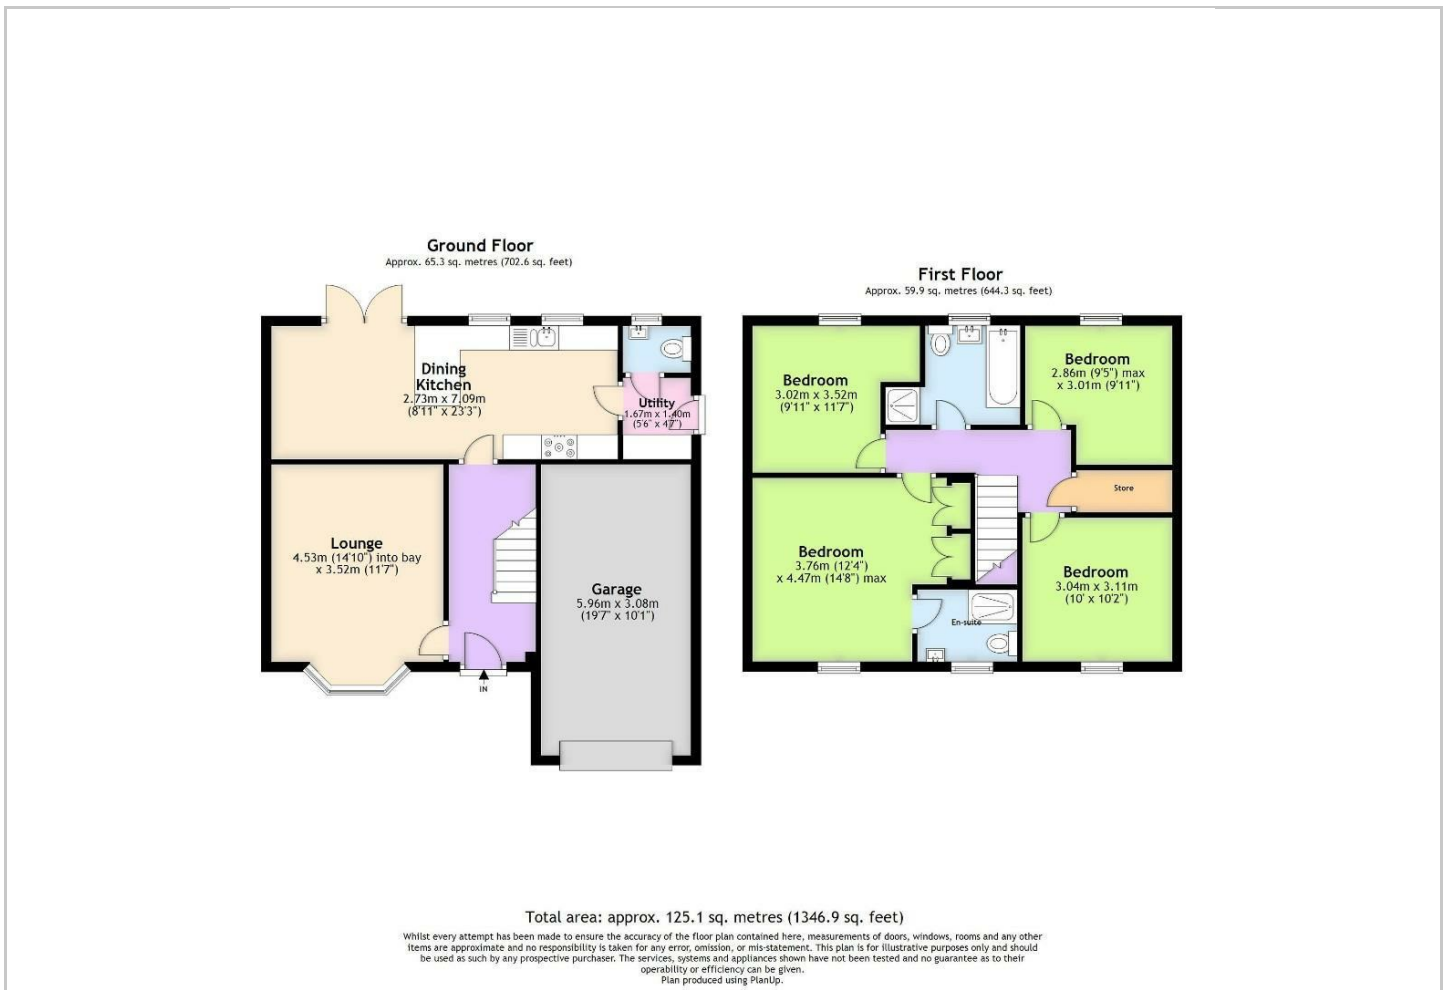 Ground Floor
Approx. 65.3 sq. metres (702.6 sq. feet)
Dining
Kitchen
2.73m x 7.09m
(8'11" x 23'3")
Utility
1.67m x 1.40m
(5'6" x 4'7")
Lounge
4.53m (14'10") into bay
x 3.52m (11'7")
Garage
5.96m x 3.08m
(19'7" x 10'1")
IN
First Floor
Approx. 59.9 sq. metres (644.3 sq. feet)
Bedroom
3.02m x 3.52m
(9'11" x 11'7")
Bedroom
2.86m (9'5") max
x 3.01m (9'11")
Store
Bedroom
3.76m (12'4")
x 4.47m (14'8") max
En-suite
Bedroom
3.04m x 3.11m
(10' x 10'2")
Total area: approx. 125.1 sq. metres (1346.9 sq. feet)
Whilst every attempt has been made to ensure the accuracy of the floor plan contained here, measurements of doors, windows, rooms and any other
items are approximate and no responsibility is taken for any error, omission, or mis-statement. This plan is for illustrative purposes only and should
be used as such by any prospective purchaser. The services, systems and appliances shown have not been tested and no guarantee as to their
operability or efficiency can be given.
Plan produced using PlanUp.